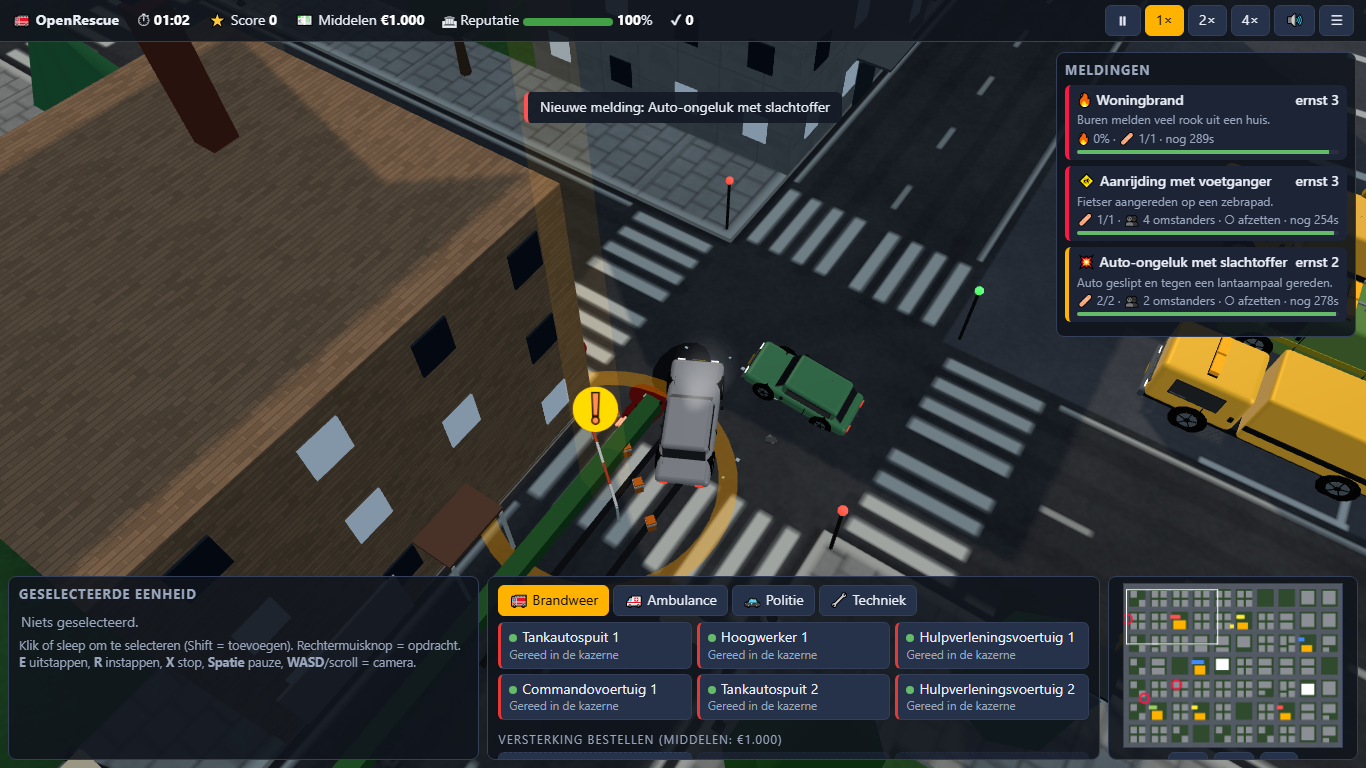 OpenRescue
01:02
Score 0
Middelen €1.000
Reputatie
100%
✓ 0
1×
2×
4×
MELDINGEN
Nieuwe melding: Auto-ongeluk met slachtoffer
Woningbrand
ernst 3
Buren melden veel rook uit een huis.
0% · 1/1 · nog 289s
Aanrijding met voetganger
ernst 3
Fietser aangereden op een zebrapad.
1/1 · 4 omstanders · afzetten · nog 254s
Auto-ongeluk met slachtoffer
ernst 2
Auto geslipt en tegen een lantaarnpaal gereden.
2/2 · 2 omstanders · afzetten · nog 278s
GESELECTEERDE EENHEID
Niets geselecteerd.
Klik of sleep om te selecteren (Shift = toevoegen). Rechtermuisknop = opdracht.
E uitstappen, R instappen, X stop, Spatie pauze, WASD/scroll = camera.
Brandweer
Ambulance
Politie
Techniek
Tankautospuit 1
Gereed in de kazerne
Hoogwerker 1
Gereed in de kazerne
Hulpverleningsvoertuig 1
Gereed in de kazerne
Commandovoertuig 1
Gereed in de kazerne
Tankautospuit 2
Gereed in de kazerne
Hulpverleningsvoertuig 2
Gereed in de kazerne
VERSTERKING BESTELLEN (MIDDELEN: €1.000)